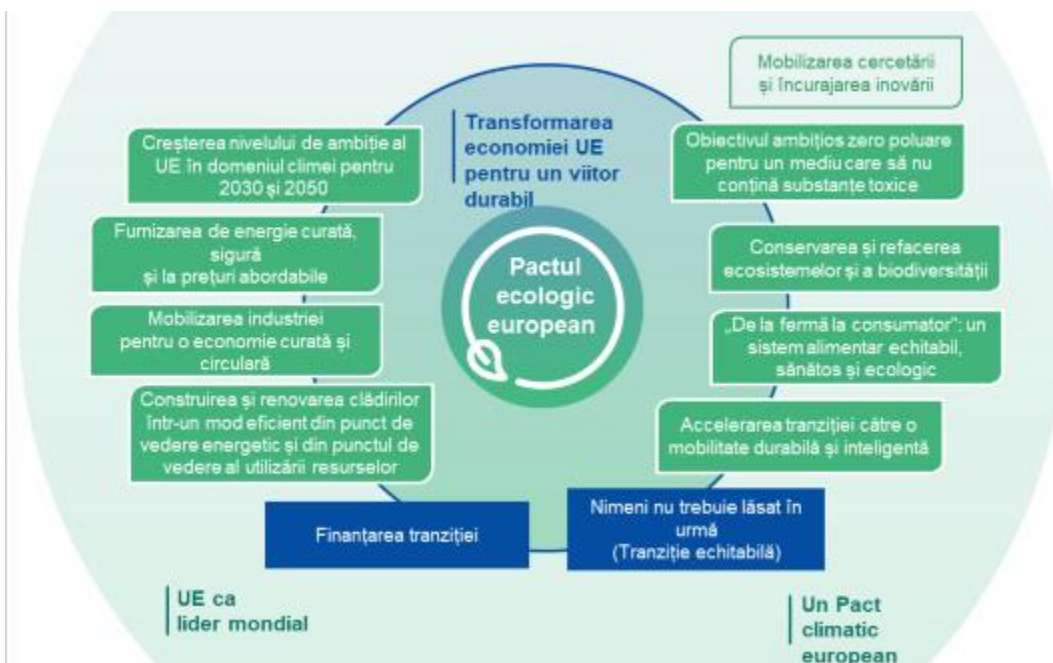 Mobilizarea cercetării
și încurajarea inovării
Transformarea
economiei UE
pentru un viitor
durabil
Creșterea nivelului de ambiție al
UE în domeniul climei pentru
2030 și 2050
Furnizarea de energie curată,
sigură
și la prețuri abordabile
Mobilizarea industriei
pentru o economie curată și
circulară
Construirea și renovarea clădirilor
într-un mod eficient din punct de
vedere energetic și din punctul de
vedere al utilizării resurselor
Pactul
ecologic
european
Obiectivul ambițios zero poluare
pentru un mediu care să nu
conțină substanțe toxice
Conservarea și refacerea
ecosistemelor și a biodiversității
„De la fermă la consumator”: un
sistem alimentar echitabil,
sănătos și ecologic
Accelerarea tranziției către o
mobilitate durabilă și inteligentă
Finanțarea tranziției
Nimeni nu trebuie lăsat în
urmă
(Tranziție echitabilă)
UE ca
lider mondial
Un Pact
climatic
european